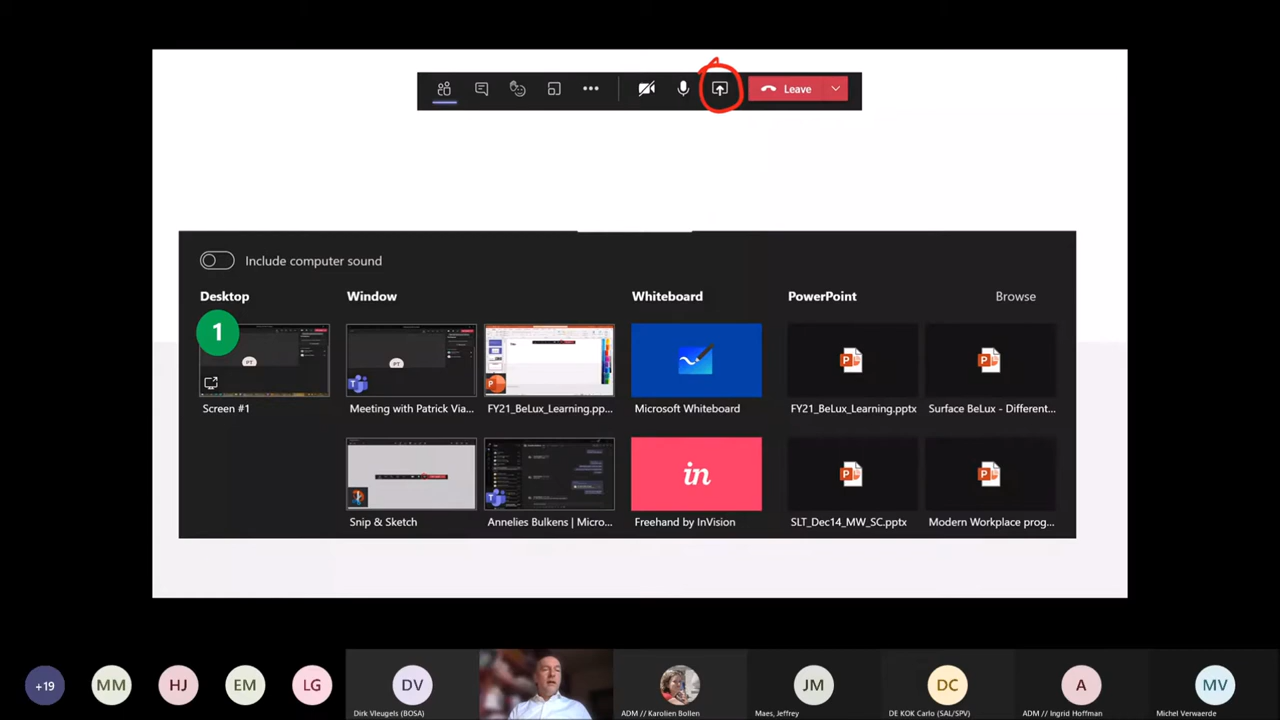 Leave
Include computer sound
Desktop
Window
Whiteboard
PowerPoint
Browse
1
PT
PT
Screen #1
Meeting with Patrick Via...
FY21_BeLux_Learning.pp...
Microsoft Whiteboard
FY21_BeLux_Learning.pptx
Surface BeLux - Different...
in
Snip & Sketch
Annelies Bulkens | Micro...
Freehand by InVision
SLT_Dec14_MW_SC.pptx
Modern Workplace prog...
+19
MM
HJ
EM
LG
DV
JM
DC
A
MV
Dirk Vleugels (BOSA)
ADM // Karolien Bollen
Maes, Jeffrey
DE KOK Carlo (SAL/SPV)
ADM // Ingrid Hoffman
Michel Verwaerde